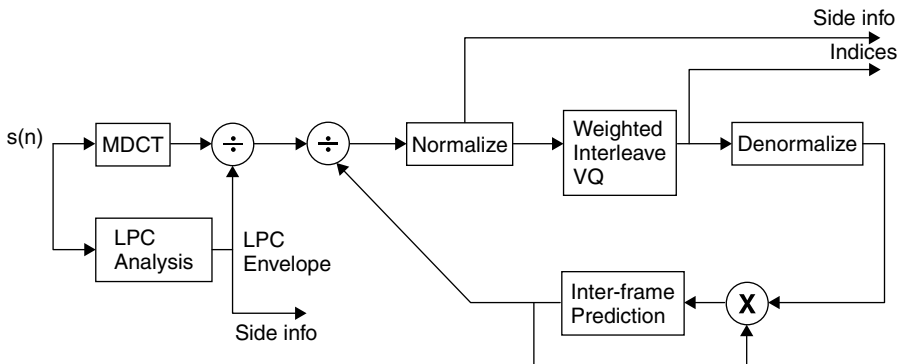 Side info
Indices
s(n)
MDCT
÷
÷
Normalize
Weighted
Interleave
VQ
Denormalize
LPC
Analysis
LPC
Envelope
Inter-frame
Prediction
X
Side info